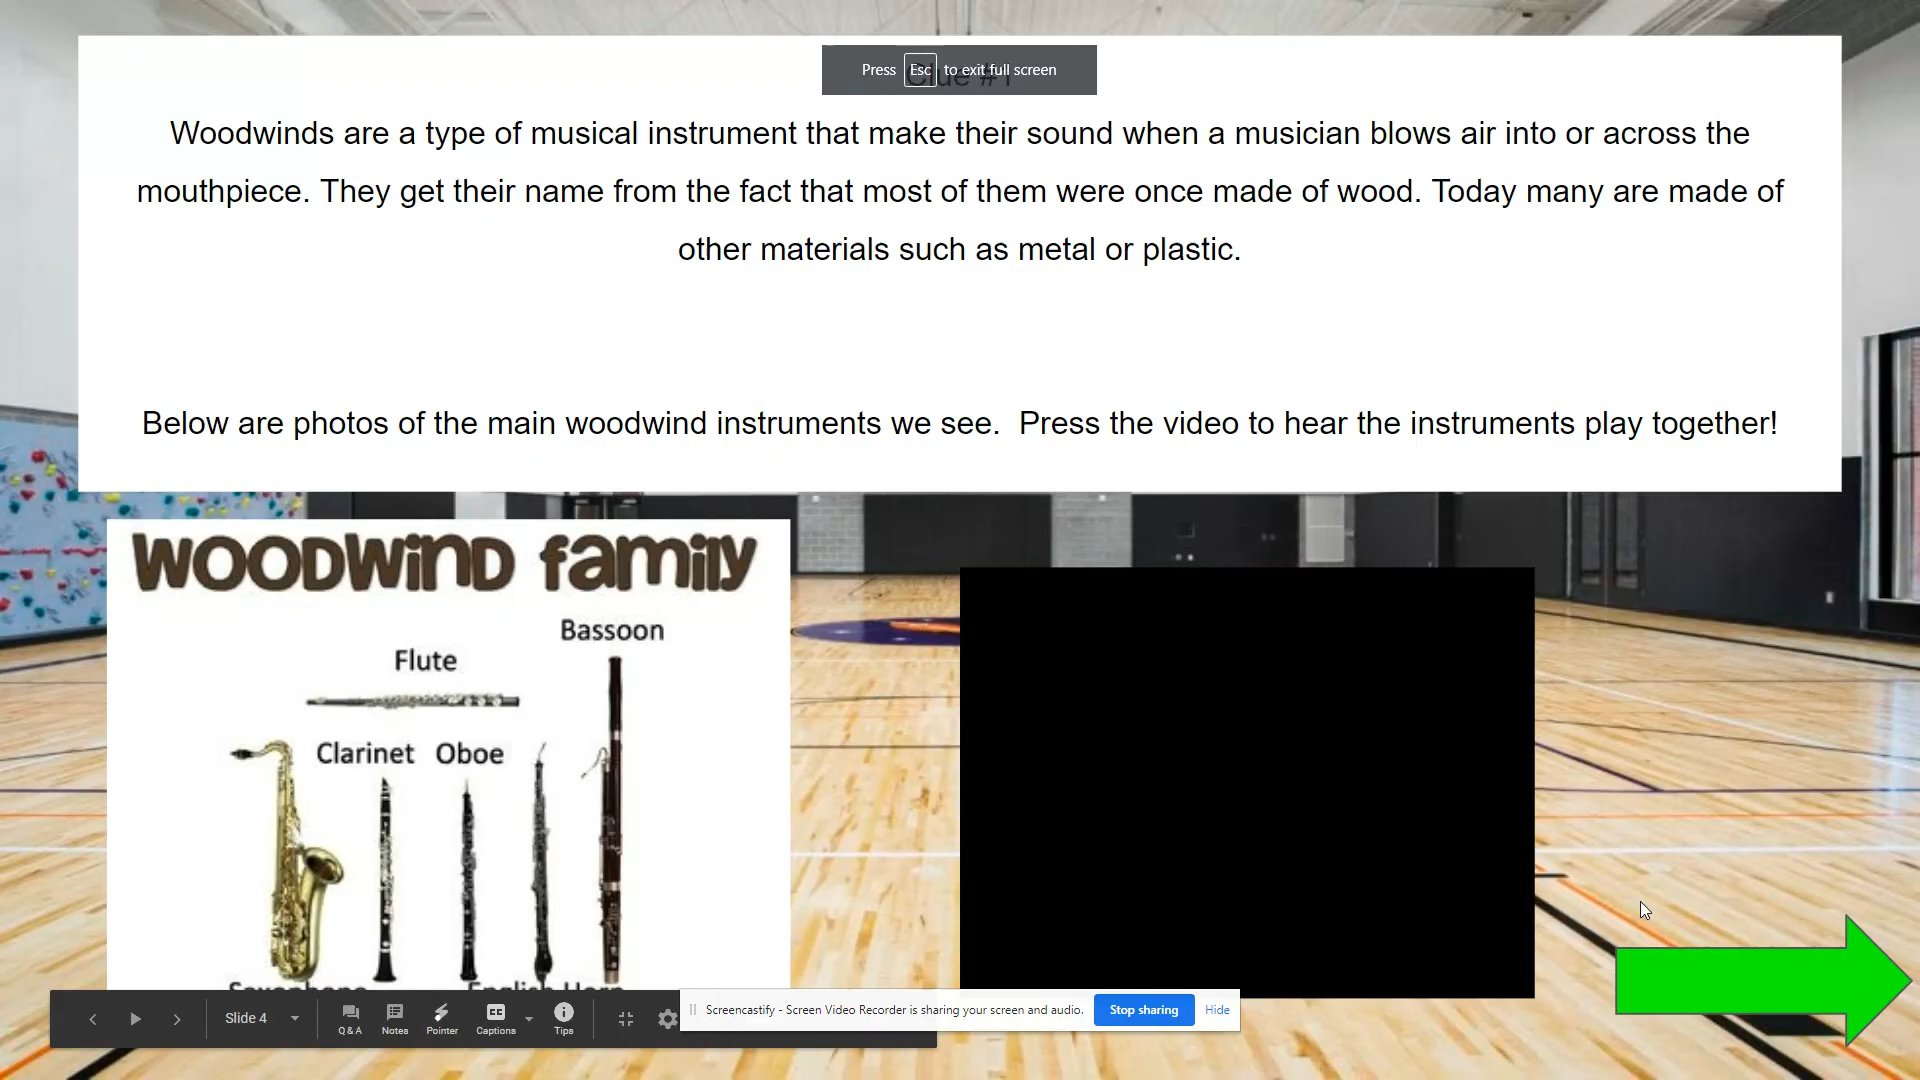 Press Esc to exit full screen
Clue #1
Woodwinds are a type of musical instrument that make their sound when a musician blows air into or across the
mouthpiece. They get their name from the fact that most of them were once made of wood. Today many are made of
other materials such as metal or plastic.
Below are photos of the main woodwind instruments we see.  Press the video to hear the instruments play together!
WOODWiND family
Bassoon
Flute
Clarinet Oboe
Saxophone English Horn
Slide 4
Q & A Notes Pointer Captions Tips
Screencastify - Screen Video Recorder is sharing your screen and audio. Stop sharing Hide